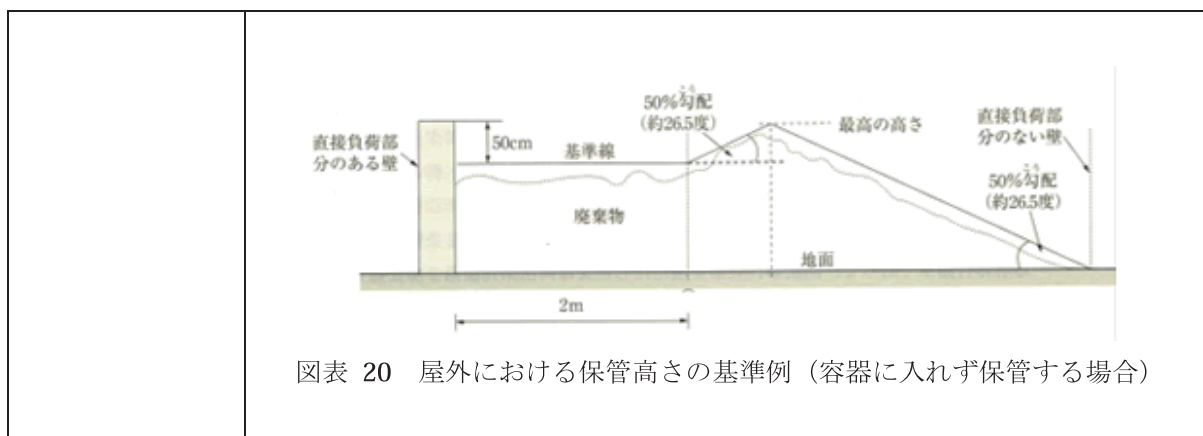 直接負荷部
分のある壁
50cm
基準線
こう
50%勾配
(約26.5度)
最高の高さ
直接負荷部
分のない壁
こう
50%勾配
(約26.5度)
廃棄物
地面
2m
図表 20 屋外における保管高さの基準例（容器に入れず保管する場合）